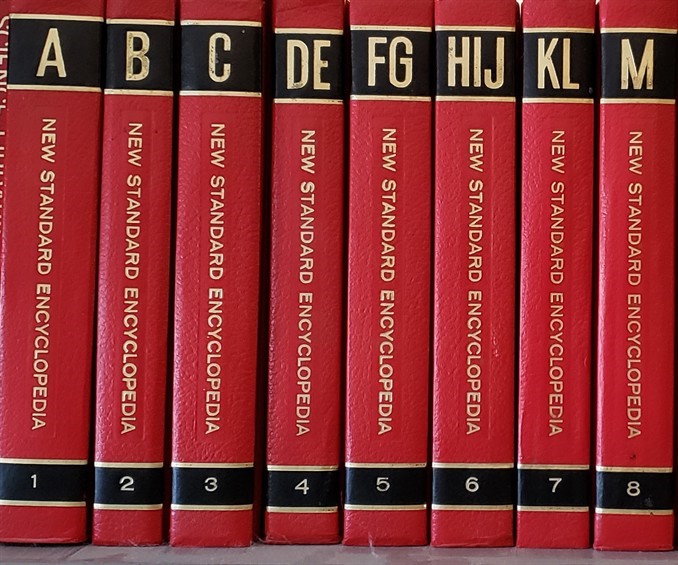 A
NEW STANDARD ENCYCLOPEDIA
1
B
NEW STANDARD ENCYCLOPEDIA
2
C
NEW STANDARD ENCYCLOPEDIA
3
DE
NEW STANDARD ENCYCLOPEDIA
4
FG
NEW STANDARD ENCYCLOPEDIA
5
HIJ
NEW STANDARD ENCYCLOPEDIA
6
KL
NEW STANDARD ENCYCLOPEDIA
7
M
NEW STANDARD ENCYCLOPEDIA
8